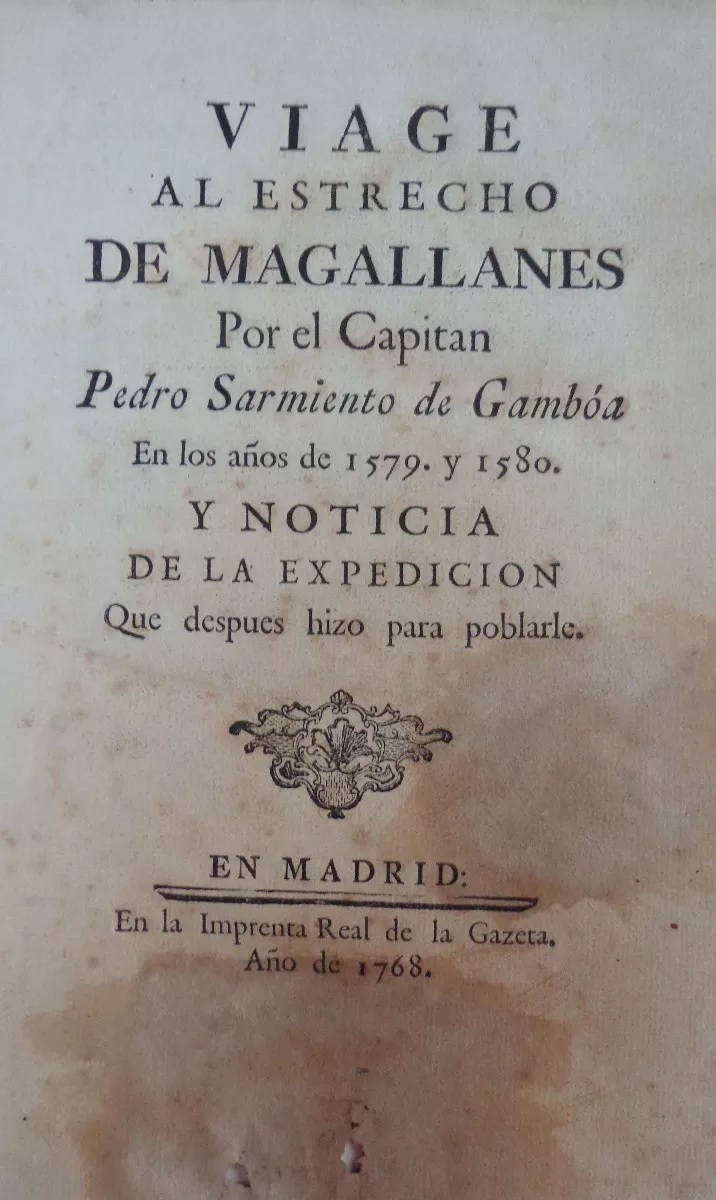 VIAGE
AL ESTRECHO
DE MAGALLANES
Por el Capitan
Pedro Sarmiento de Gambóa
En los años de 1579. y 1580.
Y NOTICIA
DE LA EXPEDICION
Que despues hizo para poblarle.
EN MADRID:
En la Imprenta Real de la Gazeta.
Año de 1768.